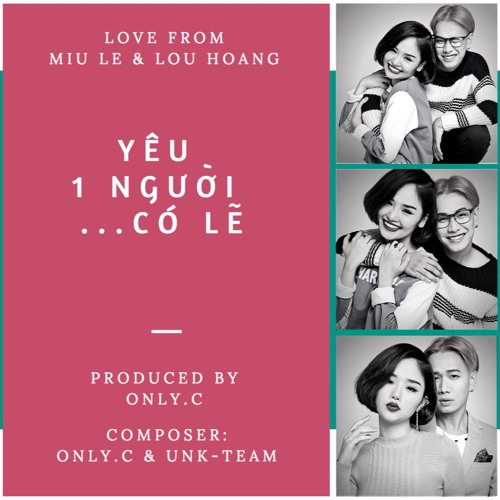 LOVE FROM
MIU LE & LOU HOANG
YÊU
1 NGƯỜI
...CÓ LẼ
PRODUCED BY
ONLY.C
COMPOSER:
ONLY.C & UNK-TEAM